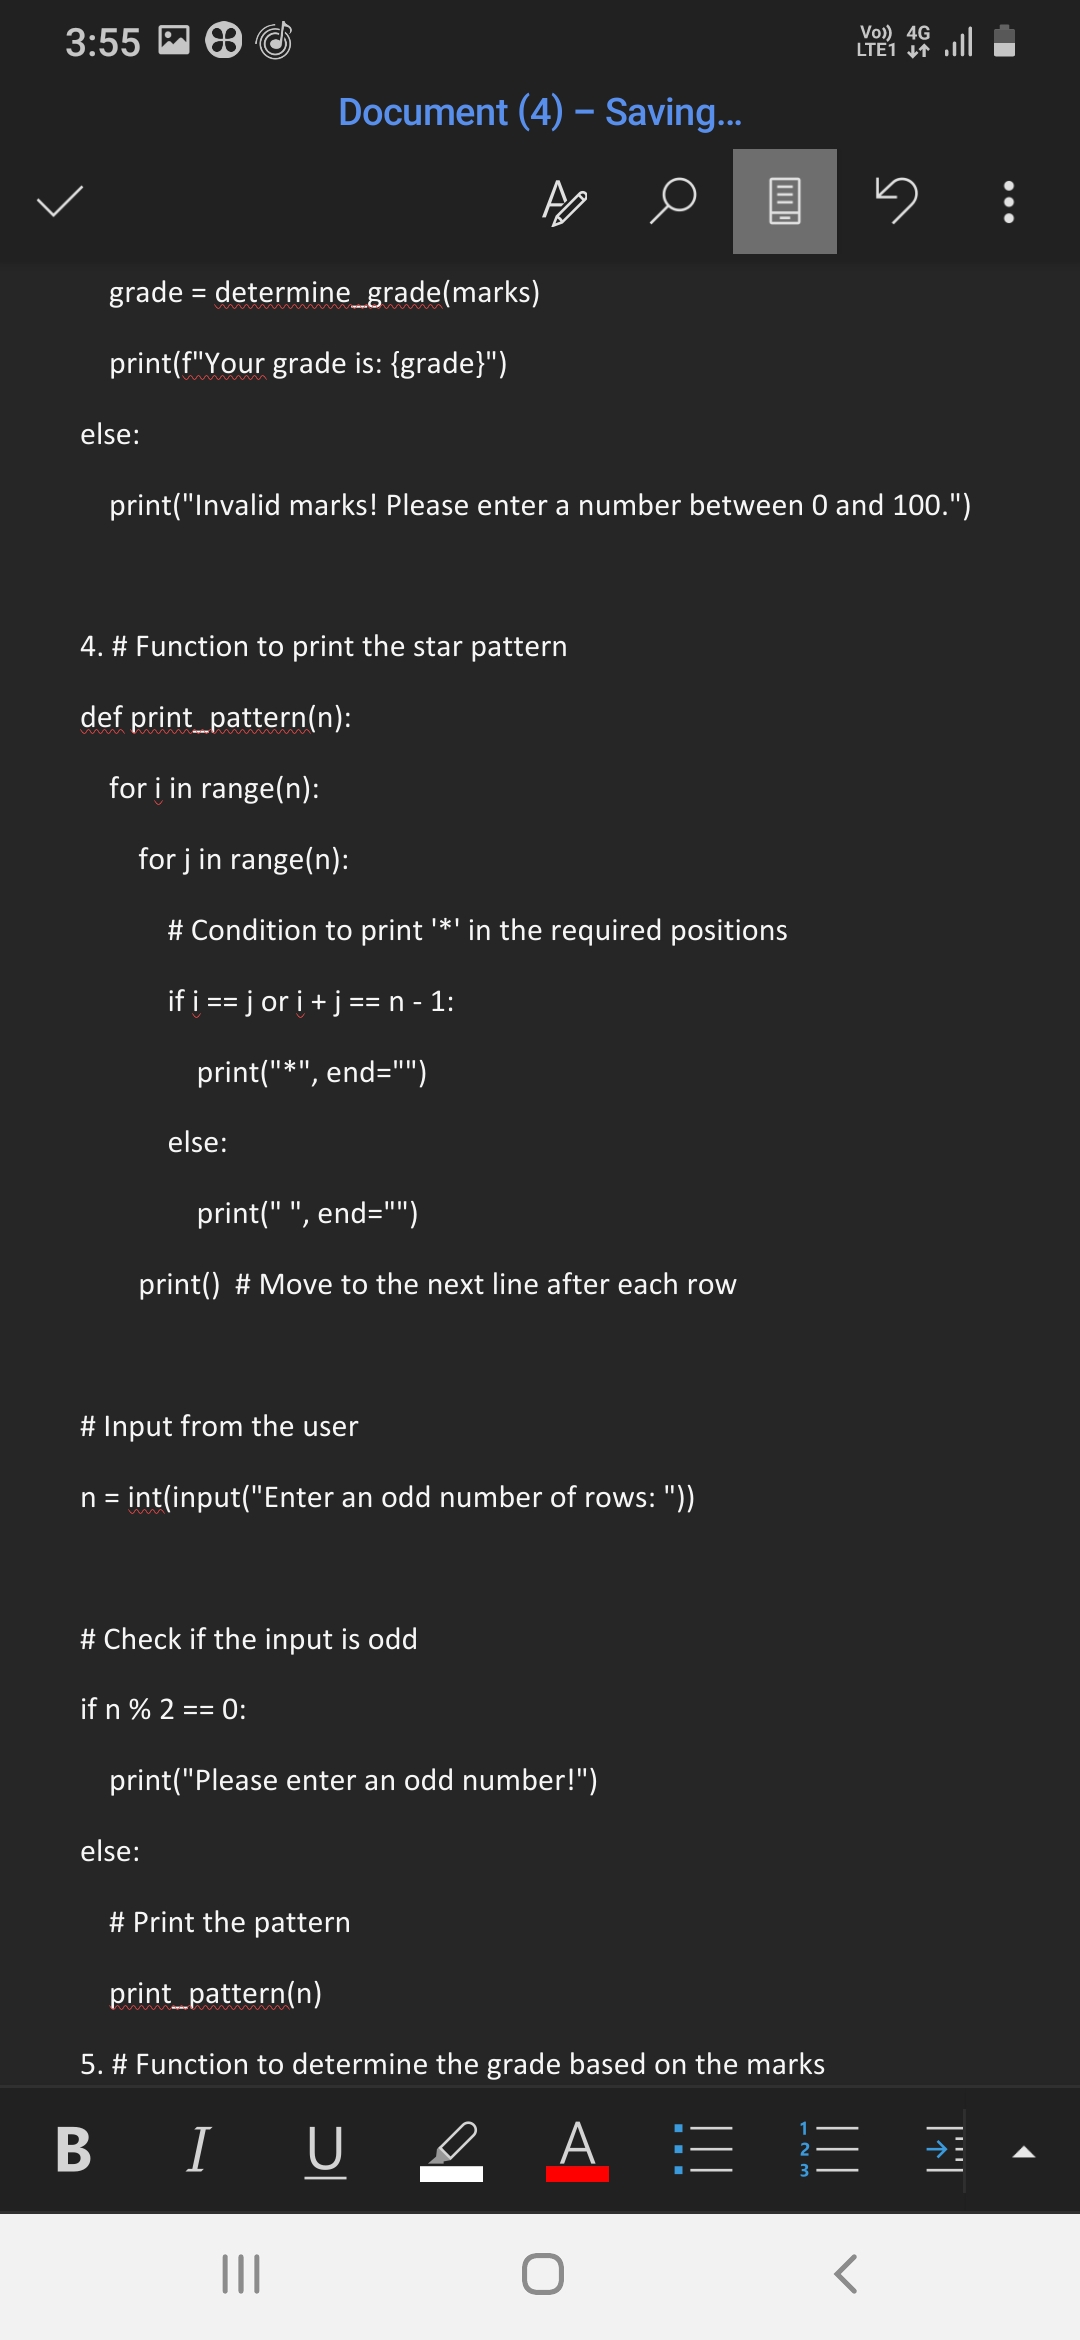 3:55
Vo)) 4G
LTE1
Document (4) – Saving...
grade = determine_grade(marks)
print(f"Your grade is: {grade}")
else:
print("Invalid marks! Please enter a number between 0 and 100.")
4. # Function to print the star pattern
def print_pattern(n):
for i in range(n):
for j in range(n):
# Condition to print '*' in the required positions
if i == j or i + j == n - 1:
print("*", end="")
else:
print(" ", end="")
print()  # Move to the next line after each row
# Input from the user
n = int(input("Enter an odd number of rows: "))
# Check if the input is odd
if n % 2 == 0:
print("Please enter an odd number!")
else:
# Print the pattern
print_pattern(n)
5. # Function to determine the grade based on the marks
B I U A 1 2 3